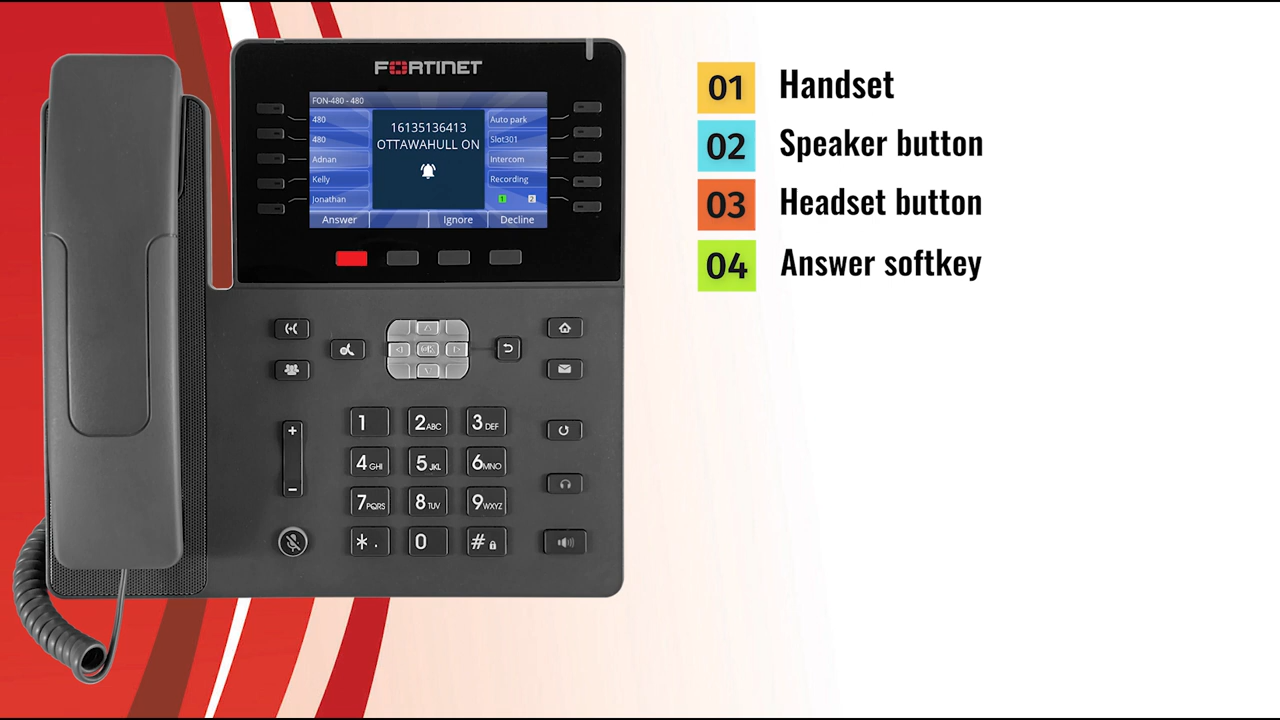 FORTINET
FON-480 - 480
480
480
Adnan
Kelly
Jonathan
16135136413
OTTAWAHULL ON
Auto park
Slot301
Intercom
Recording
1 2
Answer Ignore Decline
OK
1 2ABC 3DEF
4GHI 5JKL 6MNO
7PQRS 8TUV 9WXYZ
* . 0 #
+
−
01 Handset
02 Speaker button
03 Headset button
04 Answer softkey